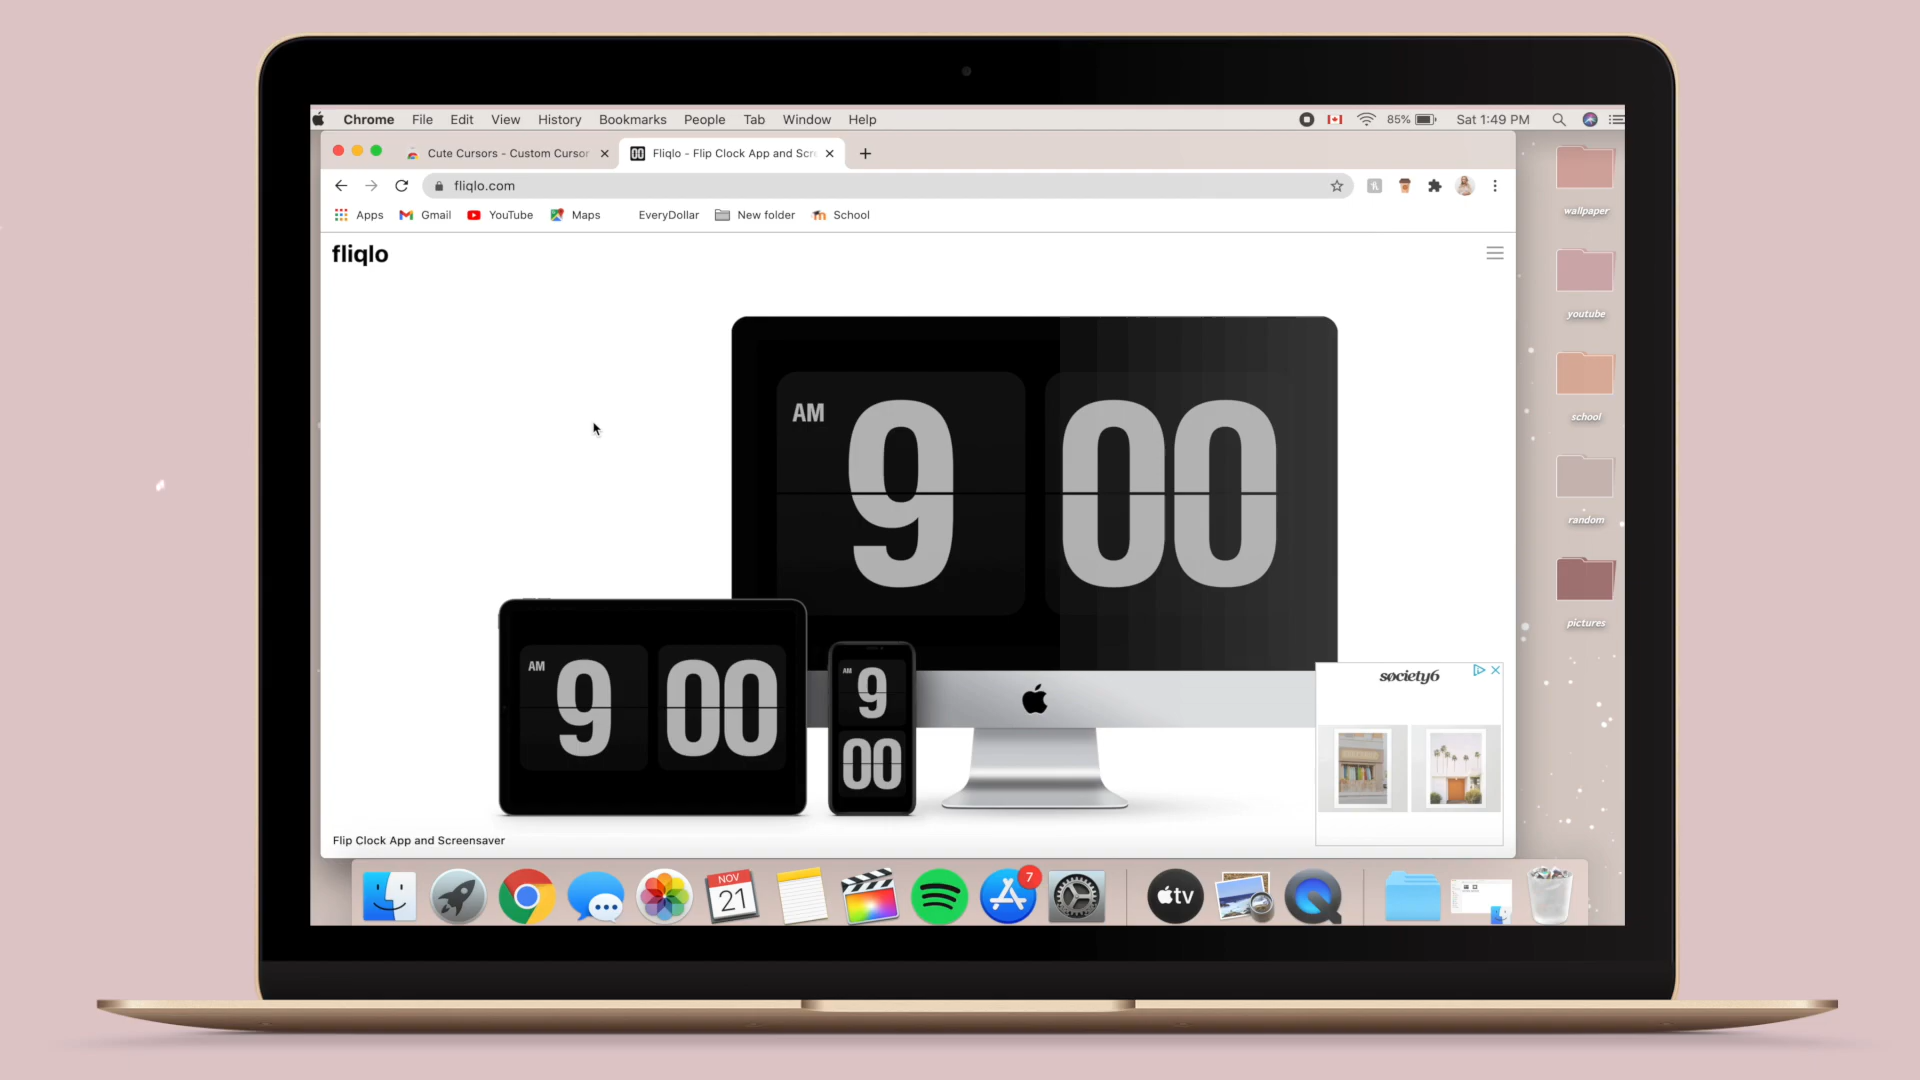 Chrome File Edit View History Bookmarks People Tab Window Help 85% Sat 1:49 PM
Cute Cursors - Custom Cursor Fliqlo - Flip Clock App and Scre
fliqlo.com
Apps Gmail YouTube Maps EveryDollar New folder School
fliqlo
wallpaper
youtube
school
random
pictures
AM 9 00
AM 9 00
AM 9
00
society6
Flip Clock App and Screensaver
NOV
21
7
tv